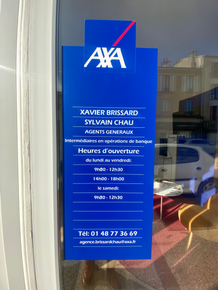 AXA
XAVIER BRISSARD
SYLVAIN CHAU
AGENTS GENERAUX
Intermédiaires en opérations de banque
Heures d'ouverture
du lundi au vendredi:
9h00 - 12h30
14h00 - 18h00
le samedi:
9h00 - 12h30
Tél: 01 48 77 36 69
agence.brissardchau@axa.fr